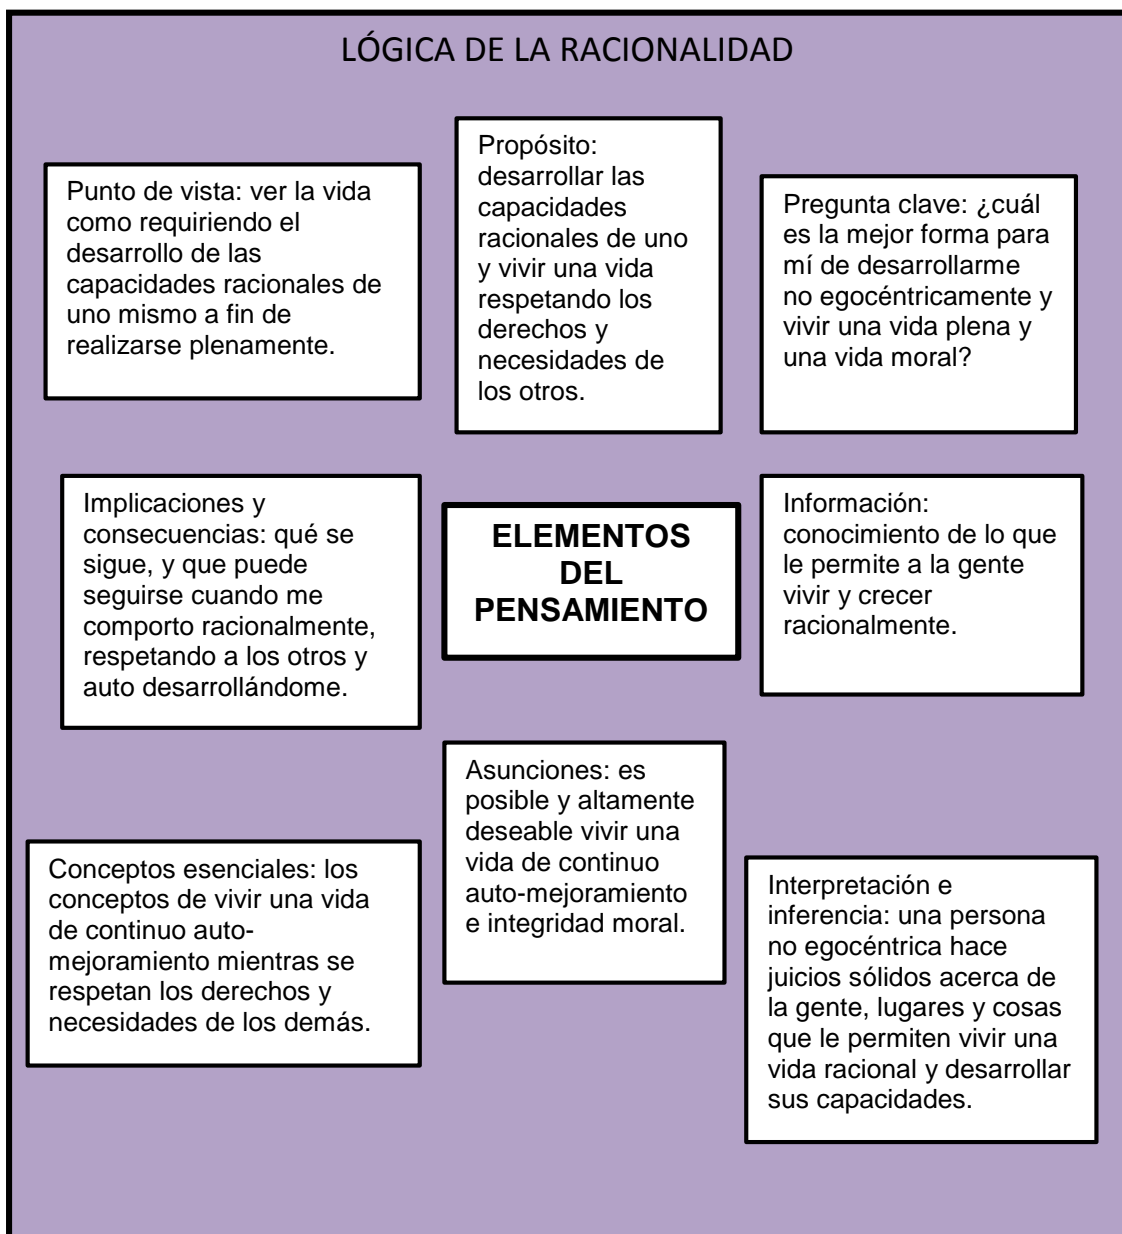 LÓGICA DE LA RACIONALIDAD
Punto de vista: ver la vida
como requiriendo el
desarrollo de las
capacidades racionales de
uno mismo a fin de
realizarse plenamente.
Propósito:
desarrollar las
capacidades
racionales de uno
y vivir una vida
respetando los
derechos y
necesidades de
los otros.
Pregunta clave: ¿cuál
es la mejor forma para
mí de desarrollarme
no egocéntricamente y
vivir una vida plena y
una vida moral?
Implicaciones y
consecuencias: qué se
sigue, y que puede
seguirse cuando me
comporto racionalmente,
respetando a los otros y
auto desarrollándome.
ELEMENTOS
DEL
PENSAMIENTO
Información:
conocimiento de lo que
le permite a la gente
vivir y crecer
racionalmente.
Conceptos esenciales: los
conceptos de vivir una vida
de continuo auto-
mejoramiento mientras se
respetan los derechos y
necesidades de los demás.
Asunciones: es
posible y altamente
deseable vivir una
vida de continuo
auto-mejoramiento
e integridad moral.
Interpretación e
inferencia: una persona
no egocéntrica hace
juicios sólidos acerca de
la gente, lugares y cosas
que le permiten vivir una
vida racional y desarrollar
sus capacidades.